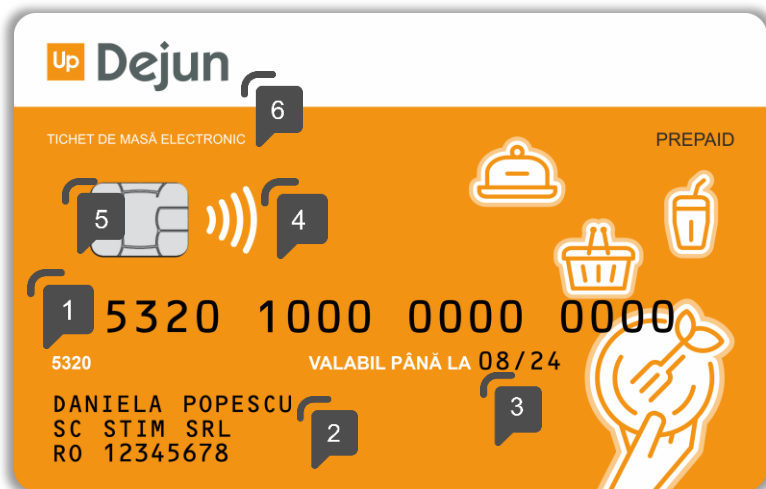 Up Dejun
6
TICHET DE MASĂ ELECTRONIC
PREPAID
5
4
1
5320 1000 0000 0000
5320
VALABIL PÂNĂ LA 08/24
3
DANIELA POPESCU
2
SC STIM SRL
RO 12345678